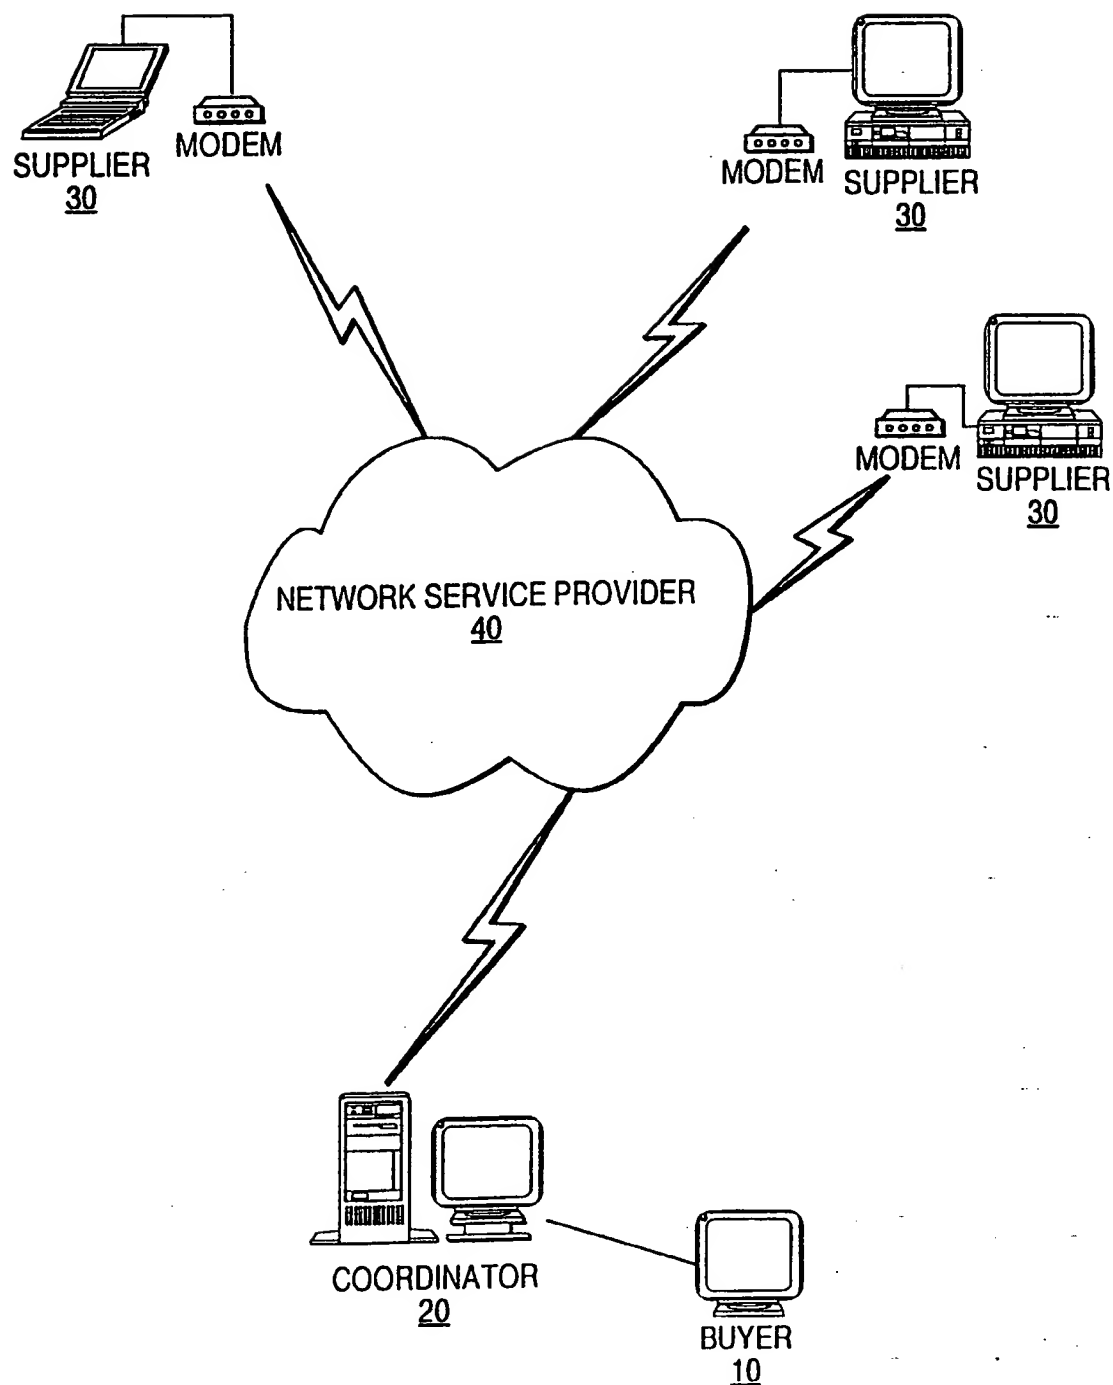 SUPPLIER
30
MODEM
MODEM
SUPPLIER
30
MODEM
SUPPLIER
30
NETWORK SERVICE PROVIDER
40
COORDINATOR
20
BUYER
10